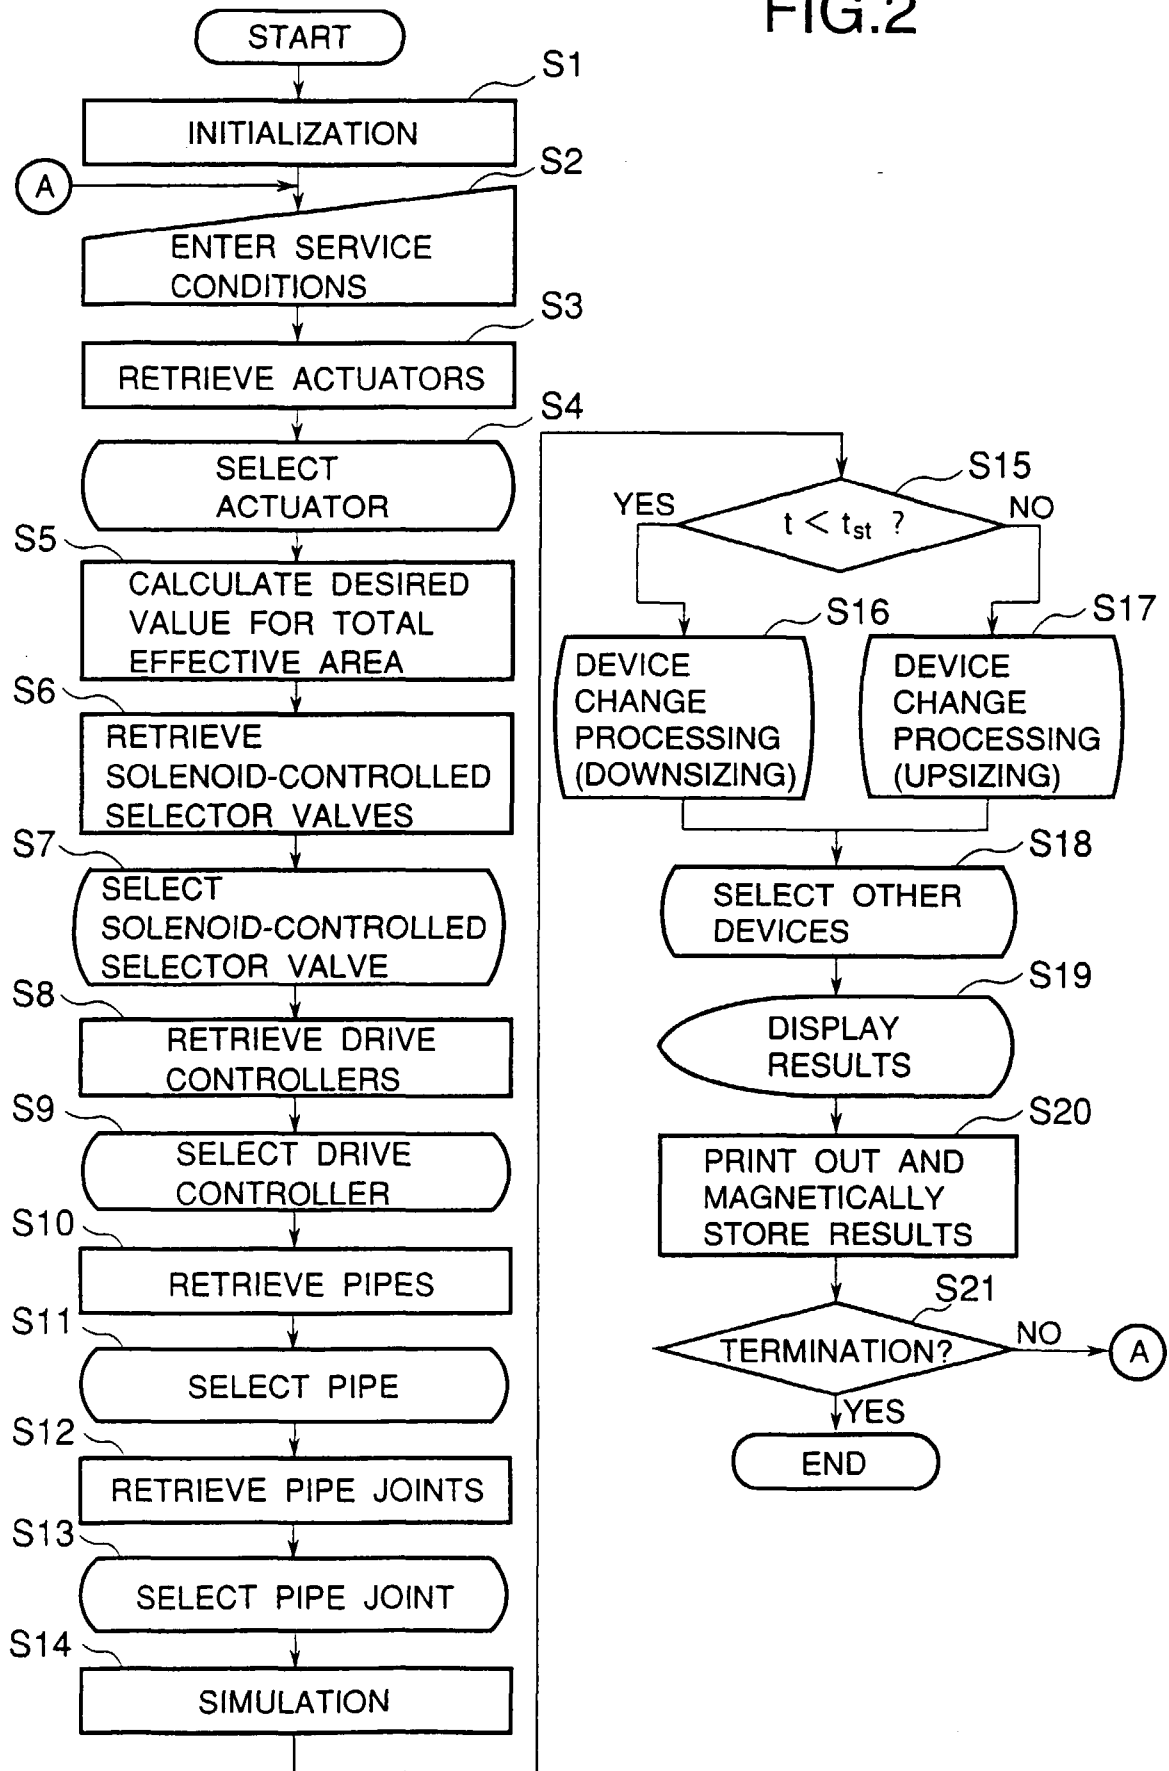 FIG.2
START
S1
INITIALIZATION
A
S2
ENTER SERVICE
CONDITIONS
S3
RETRIEVE ACTUATORS
S4
SELECT
ACTUATOR
S5
CALCULATE DESIRED
VALUE FOR TOTAL
EFFECTIVE AREA
S6
RETRIEVE
SOLENOID-CONTROLLED
SELECTOR VALVES
S7
SELECT
SOLENOID-CONTROLLED
SELECTOR VALVE
S8
RETRIEVE DRIVE
CONTROLLERS
S9
SELECT DRIVE
CONTROLLER
S10
RETRIEVE PIPES
S11
SELECT PIPE
S12
RETRIEVE PIPE JOINTS
S13
SELECT PIPE JOINT
S14
SIMULATION
S15
YES
t < tst ?
NO
S16
DEVICE
CHANGE
PROCESSING
(DOWNSIZING)
S17
DEVICE
CHANGE
PROCESSING
(UPSIZING)
S18
SELECT OTHER
DEVICES
S19
DISPLAY
RESULTS
S20
PRINT OUT AND
MAGNETICALLY
STORE RESULTS
S21
TERMINATION?
NO
A
YES
END